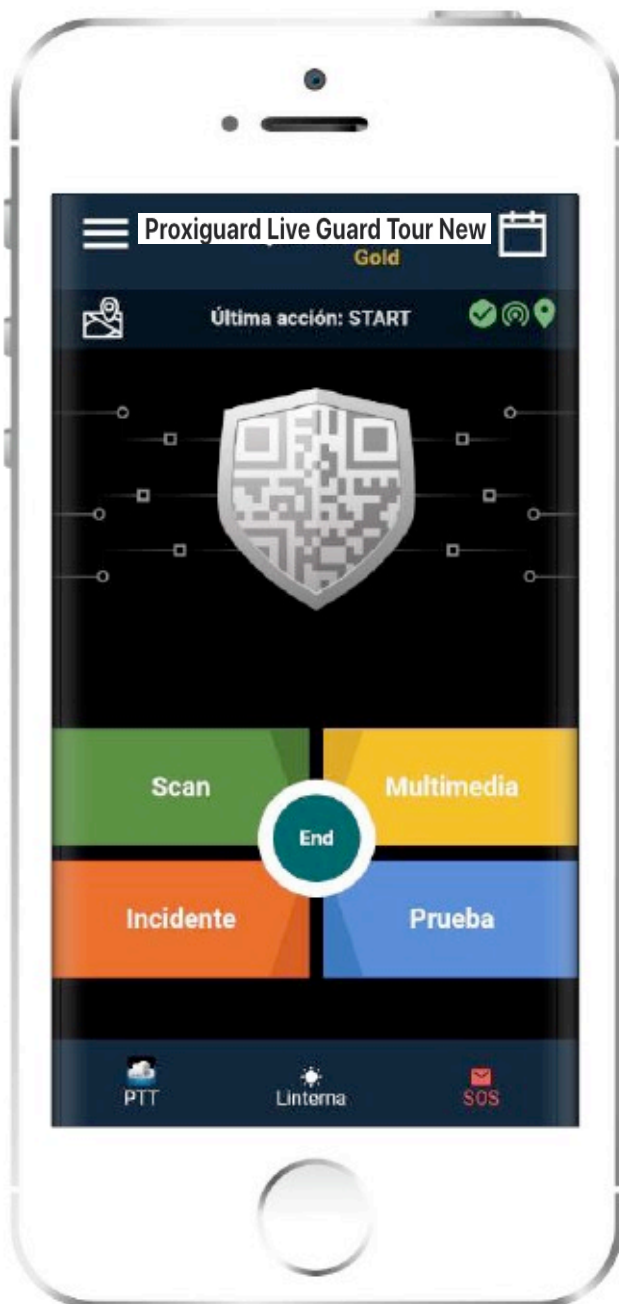 Proxiguard Live Guard Tour New
Gold
Última acción: START
Scan
Multimedia
End
Incidente
Prueba
PTT
Linterna
SOS